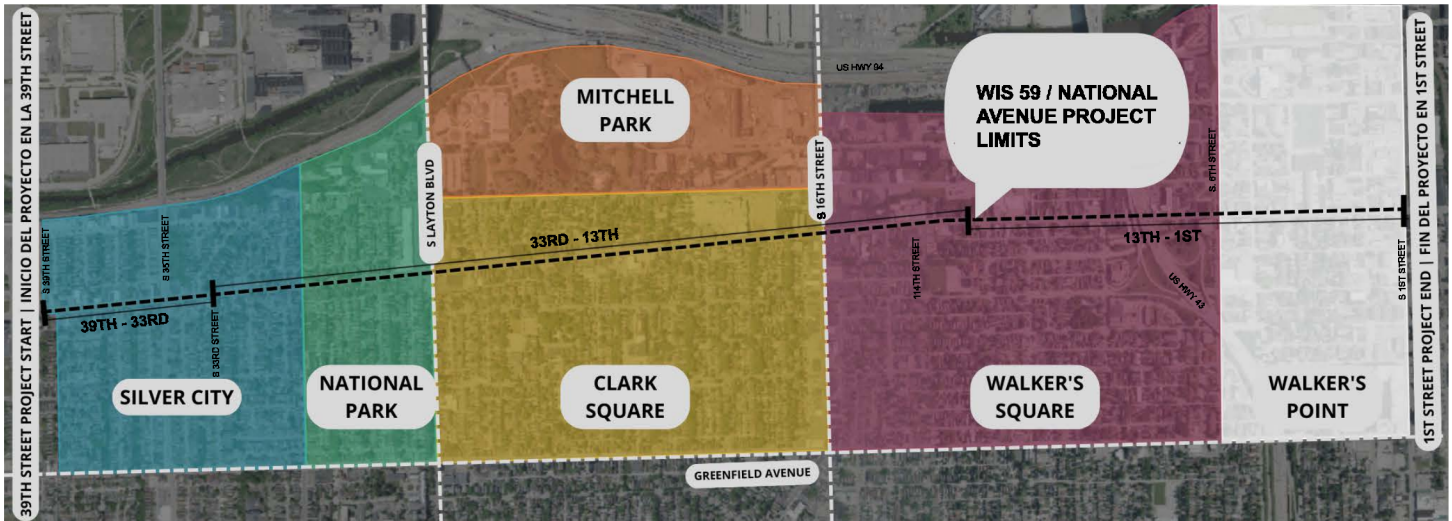 39TH STREET PROJECT START | INICIO DEL PROYECTO EN LA 39TH STREET
S 39TH STREET
S 35TH STREET
39TH - 33RD
S 33RD STREET
SILVER CITY
NATIONAL
PARK
S LAYTON BLVD
MITCHELL
PARK
33RD - 13TH
CLARK
SQUARE
S 16TH STREET
GREENFIELD AVENUE
US HWY 94
WIS 59 / NATIONAL
AVENUE PROJECT
LIMITS
114TH STREET
S. 6TH STREET
13TH - 1ST
US HWY 43
WALKER'S
SQUARE
WALKER'S
POINT
S 1ST STREET
1ST STREET PROJECT END | FIN DEL PROYECTO EN 1ST STREET